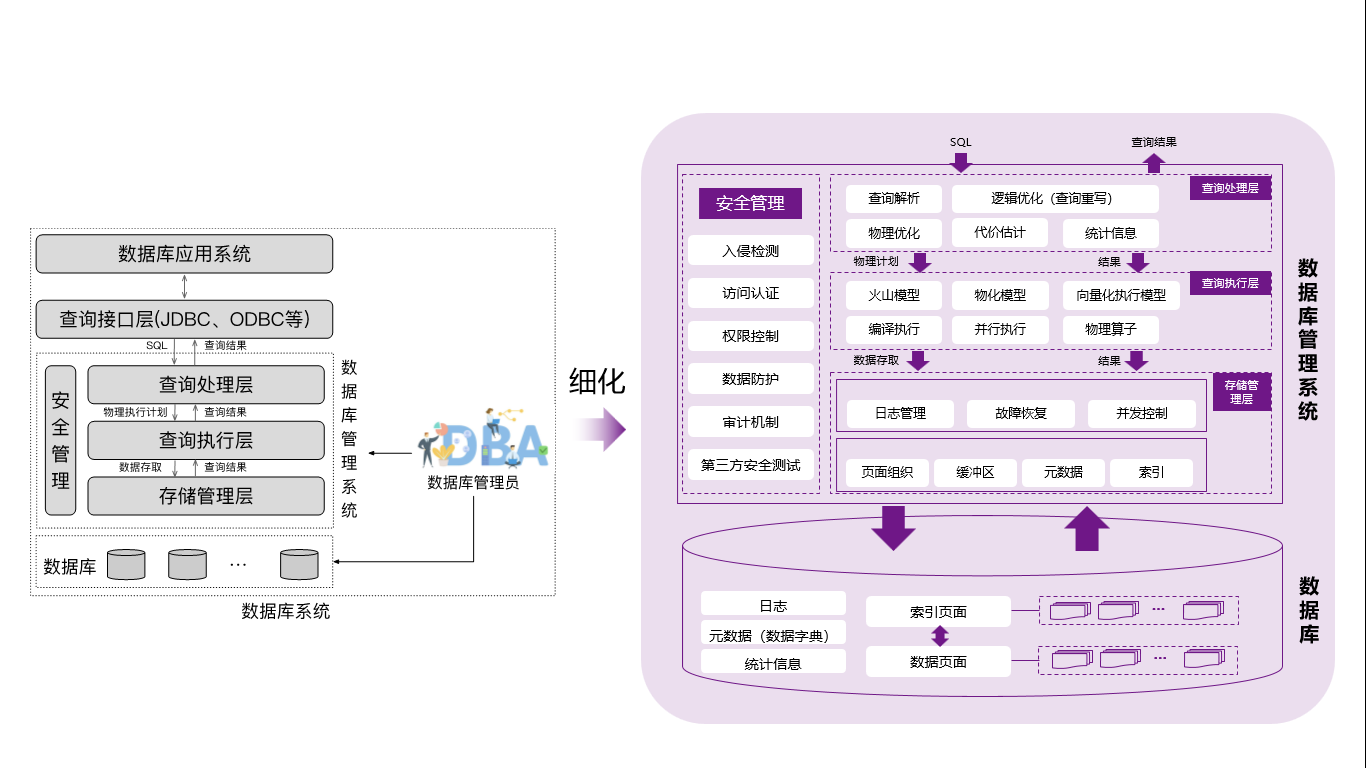 数据库应用系统
查询接口层(JDBC、ODBC等)
SQL
查询结果
安全管理
查询处理层
物理执行计划
查询结果
查询执行层
数据存取
查询结果
存储管理层
数据库管理系统
数据库
...
数据库系统
DBA
数据库管理员
细化
SQL
查询结果
安全管理
入侵检测
访问认证
权限控制
数据防护
审计机制
第三方安全测试
查询处理层
查询解析
逻辑优化（查询重写）
物理优化
代价估计
统计信息
物理计划
结果
查询执行层
火山模型
物化模型
向量化执行模型
编译执行
并行执行
物理算子
数据存取
结果
存储管
理层
日志管理
故障恢复
并发控制
页面组织
缓冲区
元数据
索引
数据库管理系统
日志
元数据（数据字典）
统计信息
索引页面
...
数据页面
...
数据库